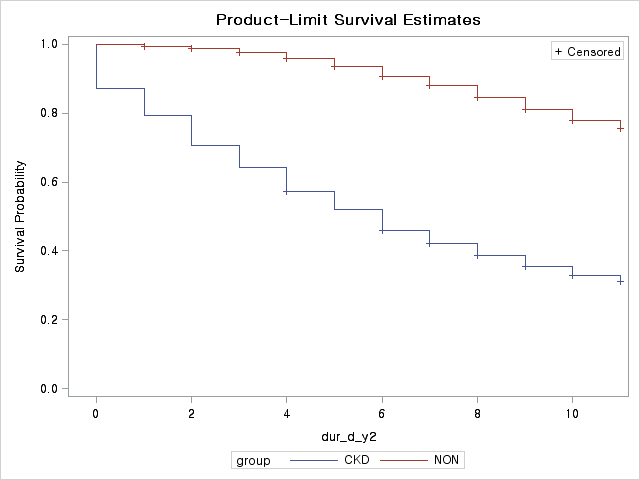 Product-Limit Survival Estimates
+ Censored
Survival Probability
1.0
0.8
0.6
0.4
0.2
0.0
0 2 4 6 8 10
dur_d_y2
group CKD NON